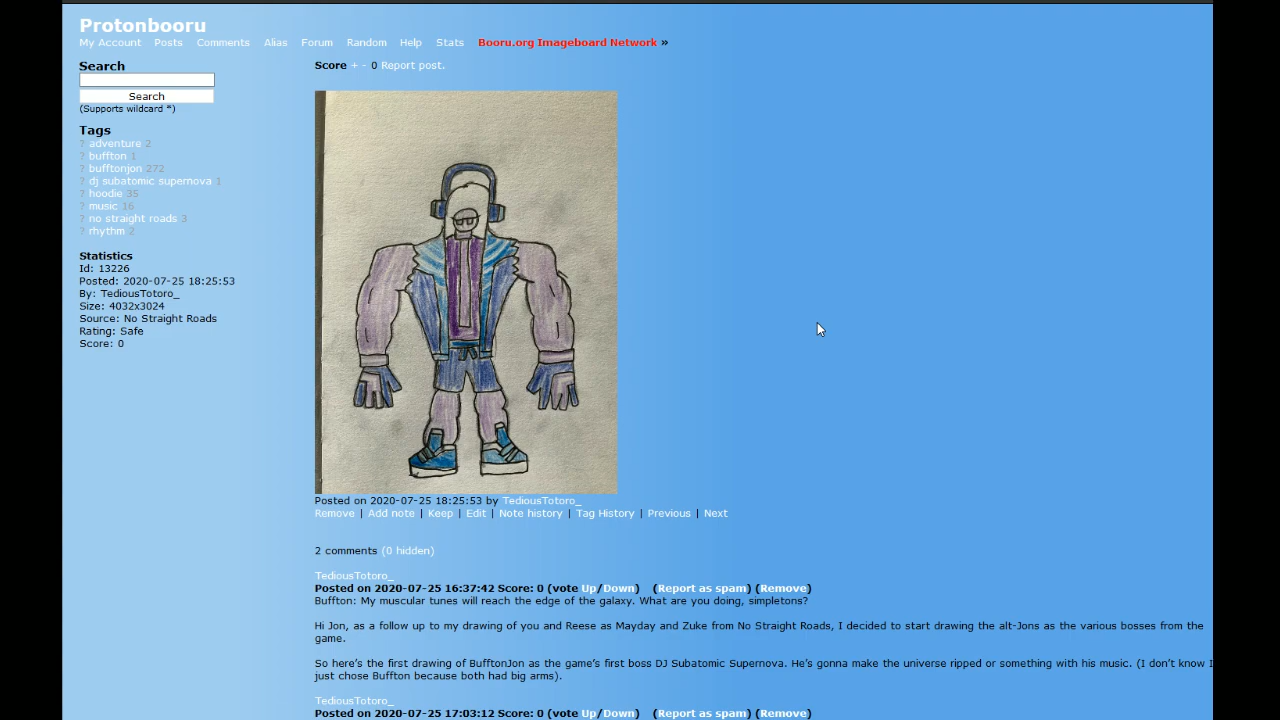 Protonbooru
My Account Posts Comments Alias Forum Random Help Stats Booru.org Imageboard Network »
Search
Search
(Supports wildcard *)
Tags
? adventure 2
? buffton 1
? bufftonjon 272
? dj subatomic supernova 1
? hoodie 35
? music 16
? no straight roads 3
? rhythm 2
Statistics
Id: 13226
Posted: 2020-07-25 18:25:53
By: TediousTotoro_
Size: 4032x3024
Source: No Straight Roads
Rating: Safe
Score: 0
Score + - 0 Report post.
Posted on 2020-07-25 18:25:53 by TediousTotoro_
Remove | Add note | Keep | Edit | Note history | Tag History | Previous | Next
2 comments (0 hidden)
TediousTotoro_
Posted on 2020-07-25 16:37:42 Score: 0 (vote Up/Down) (Report as spam) (Remove)
Buffton: My muscular tunes will reach the edge of the galaxy. What are you doing, simpletons?
Hi Jon, as a follow up to my drawing of you and Reese as Mayday and Zuke from No Straight Roads, I decided to start drawing the alt-Jons as the various bosses from the
game.
So here's the first drawing of BufftonJon as the game's first boss DJ Subatomic Supernova. He's gonna make the universe ripped or something with his music. (I don't know I
just chose Buffton because both had big arms).
TediousTotoro_
Posted on 2020-07-25 17:03:12 Score: 0 (vote Up/Down) (Report as spam) (Remove)